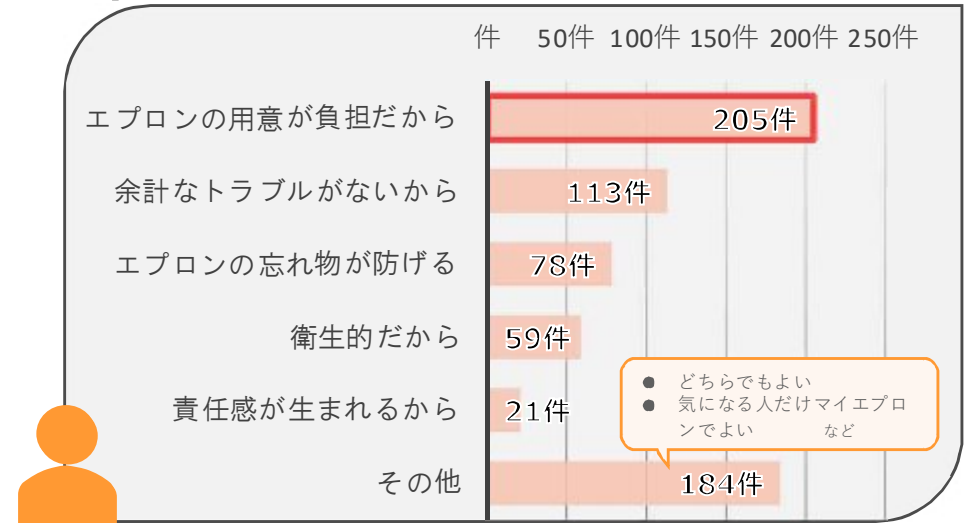 件 50件 100件 150件 200件 250件
エプロンの用意が負担だから 205件
余計なトラブルがないから 113件
エプロンの忘れ物が防げる 78件
衛生的だから 59件
責任感が生まれるから 21件
● どちらでもよい
● 気になる人だけマイエプロ
ンでよい など
その他 184件